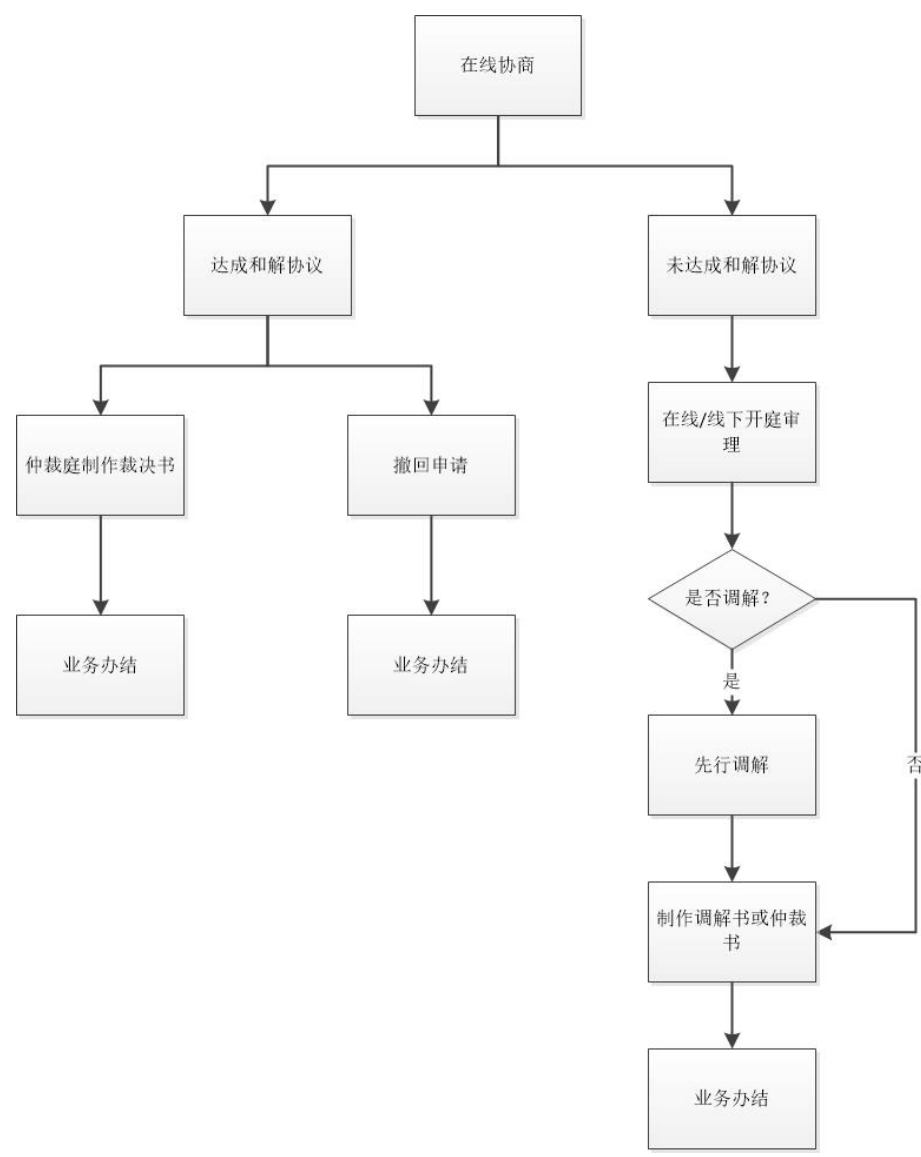 在线协商
达成和解协议
未达成和解协议
仲裁庭制作裁决书
撤回申请
在线/线下开庭审
理
是否调解？
业务办结
业务办结
是
先行调解
否
制作调解书或仲裁
书
业务办结